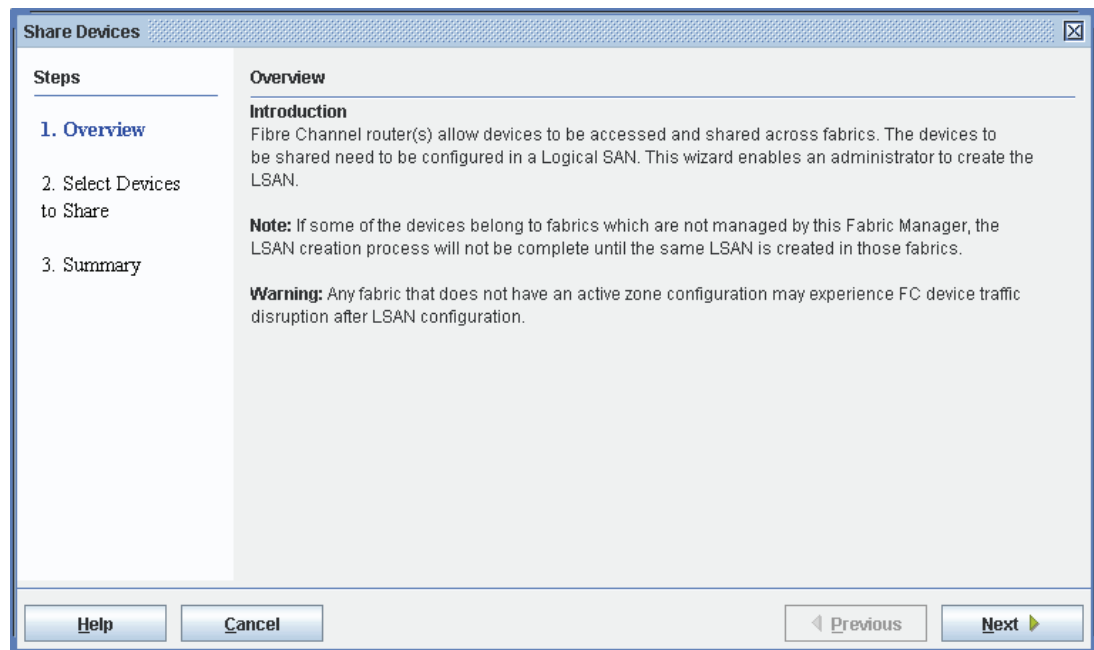 Share Devices
Steps
1. Overview
2. Select Devices
to Share
3. Summary
Overview
Introduction
Fibre Channel router(s) allow devices to be accessed and shared across fabrics. The devices to
be shared need to be configured in a Logical SAN. This wizard enables an administrator to create the
LSAN.
Note: If some of the devices belong to fabrics which are not managed by this Fabric Manager, the
LSAN creation process will not be complete until the same LSAN is created in those fabrics.
Warning: Any fabric that does not have an active zone configuration may experience FC device traffic
disruption after LSAN configuration.
Help
Cancel
Previous
Next